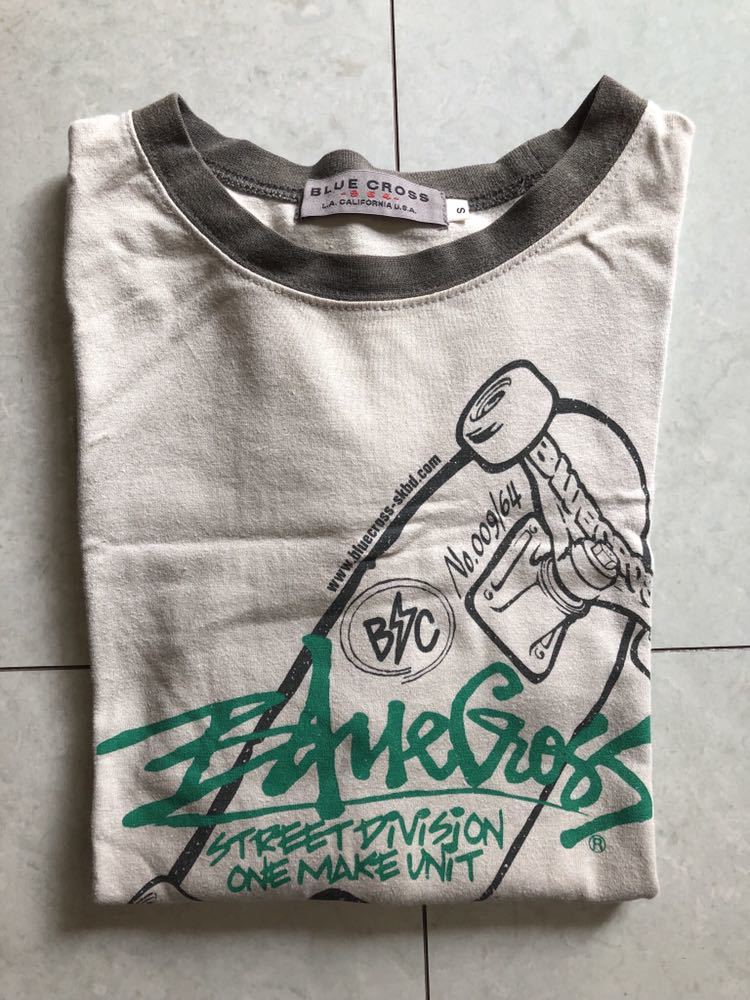 BLUE CROSS
L.A. CALIFORNIA U.S.A.
S
www.bluecross-skbd.com
No.009/64
B C
BlueCross
®
STREET DIVISION
ONE MAKE UNIT